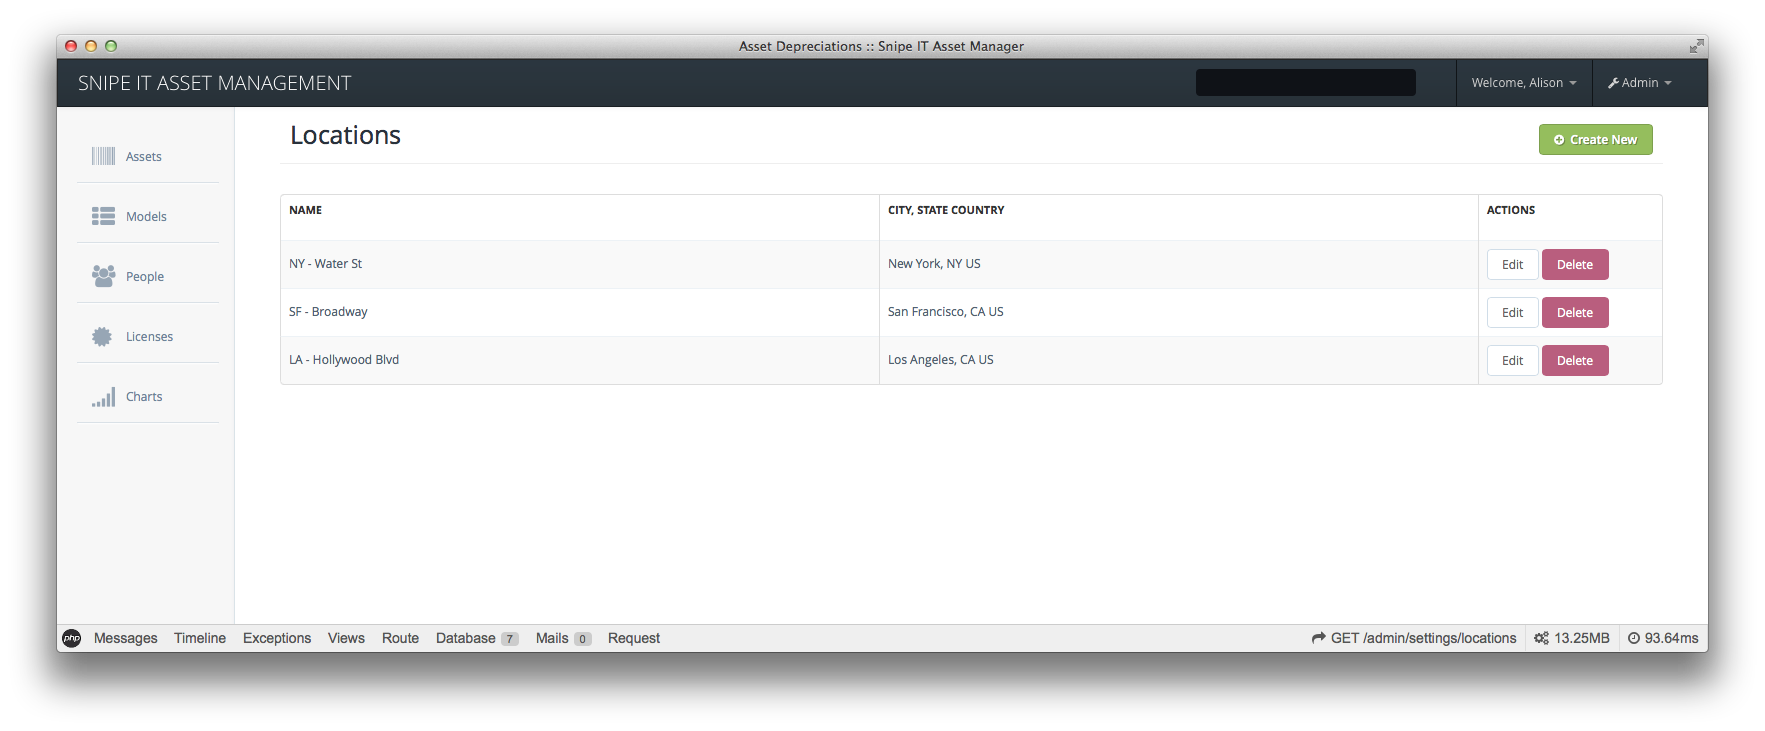 Asset Depreciations :: Snipe IT Asset Manager
SNIPE IT ASSET MANAGEMENT
Welcome, Alison
Admin
Assets
Models
People
Licenses
Charts
Locations
Create New
NAME CITY, STATE COUNTRY ACTIONS
NY - Water St New York, NY US Edit Delete
SF - Broadway San Francisco, CA US Edit Delete
LA - Hollywood Blvd Los Angeles, CA US Edit Delete
php Messages Timeline Exceptions Views Route Database 7 Mails 0 Request GET /admin/settings/locations 13.25MB 93.64ms